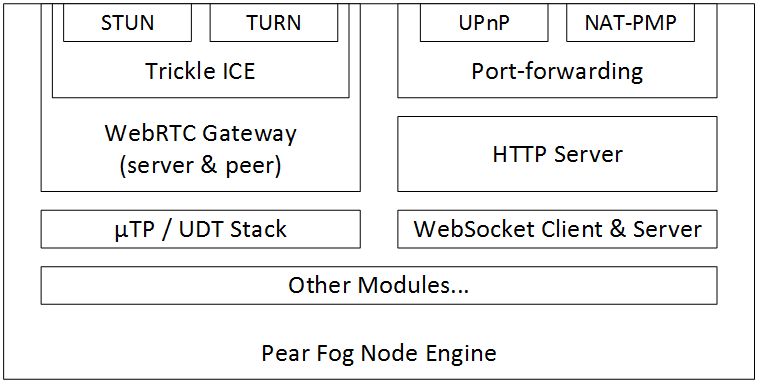 STUN
TURN
UPnP
NAT-PMP
Trickle ICE
Port-forwarding
WebRTC Gateway
(server & peer)
HTTP Server
µTP / UDT Stack
WebSocket Client & Server
Other Modules...
Pear Fog Node Engine